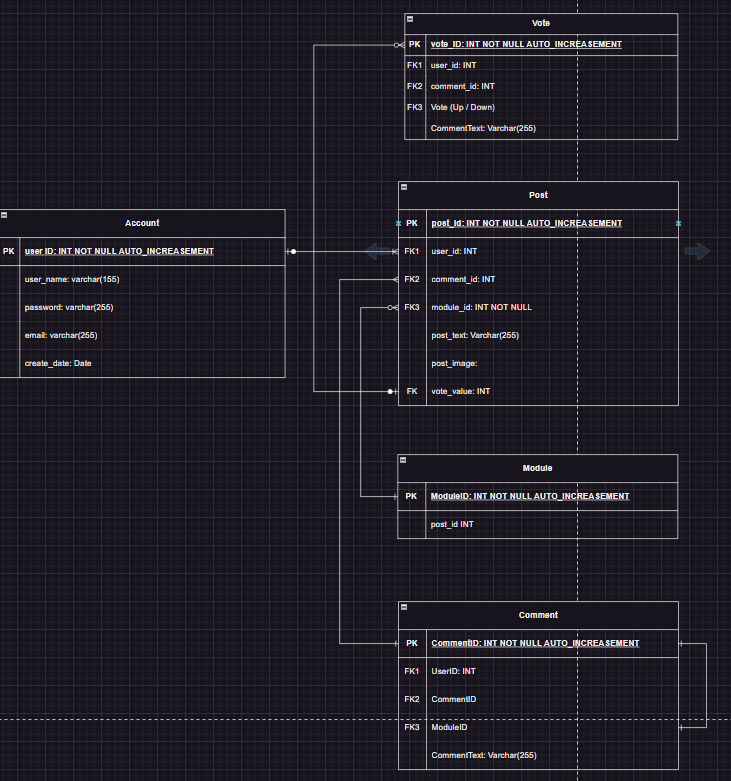 Vote
PK vote_ID: INT NOT NULL AUTO_INCREASEMENT
FK1 user_id: INT
FK2 comment_id: INT
FK3 Vote (Up / Down)
CommentText: Varchar(255)
Post
PK post_id: INT NOT NULL AUTO_INCREASEMENT
FK1 user_id: INT
FK2 comment_id: INT
FK3 module_id: INT NOT NULL
post_text: Varchar(255)
post_image:
FK vote_value: INT
Account
PK user ID: INT NOT NULL AUTO_INCREASEMENT
user_name: varchar(155)
password: varchar(255)
email: varchar(255)
create_date: Date
Module
PK ModuleID: INT NOT NULL AUTO_INCREASEMENT
post_id INT
Comment
PK CommentID: INT NOT NULL AUTO_INCREASEMENT
FK1 UserID: INT
FK2 CommentID
FK3 ModuleID
CommentText: Varchar(255)